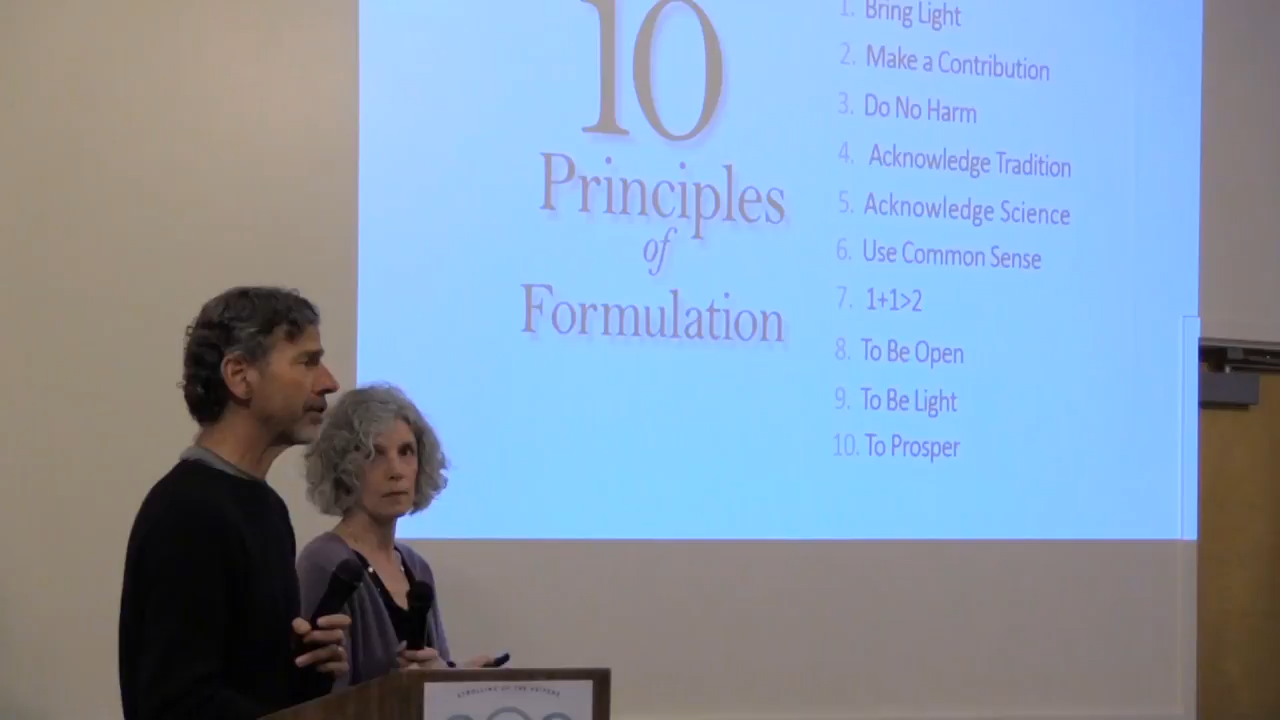 10
Principles
of
Formulation
1. Bring Light
2. Make a Contribution
3. Do No Harm
4. Acknowledge Tradition
5. Acknowledge Science
6. Use Common Sense
7. 1+1>2
8. To Be Open
9. To Be Light
10. To Prosper
OF THE